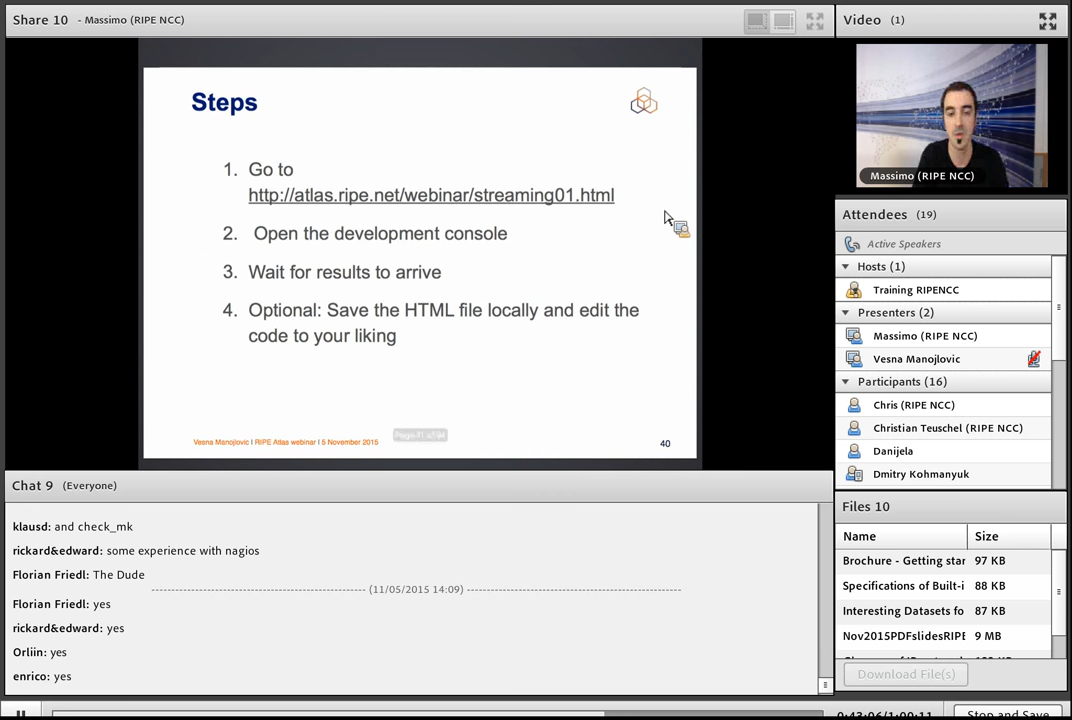 Share 10 - Massimo (RIPE NCC)
Steps
1. Go to
http://atlas.ripe.net/webinar/streaming01.html
2. Open the development console
3. Wait for results to arrive
4. Optional: Save the HTML file locally and edit the
code to your liking
Vesna Manojlovic I RIPE Atlas webinar I 5 November 2015
40
Chat 9 (Everyone)
klausd: and check_mk
rickard&edward: some experience with nagios
Florian Friedl: The Dude
(11/05/2015 14:09)
Florian Friedl: yes
rickard&edward: yes
Orliin: yes
enrico: yes
Video (1)
Massimo (RIPE NCC)
Attendees (19)
Active Speakers
Hosts (1)
Training RIPENCC
Presenters (2)
Massimo (RIPE NCC)
Vesna Manojlovic
Participants (16)
Chris (RIPE NCC)
Christian Teuschel (RIPE NCC)
Danijela
Dmitry Kohmanyuk
Files 10
Name Size
Brochure - Getting star 97 KB
Specifications of Built-i 88 KB
Interesting Datasets fo 87 KB
Nov2015PDFslidesRIPE 9 MB
Download File(s)
0:43:06/1:00:11
Stop and Save